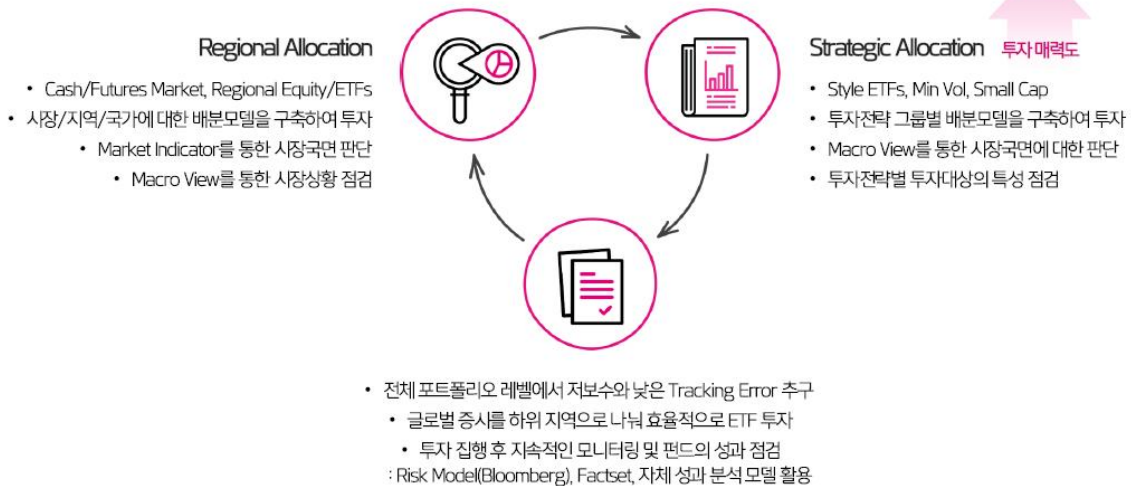 Regional Allocation
• Cash/Futures Market, Regional Equity/ETFs
• 시장/지역/국가에 대한 배분모델을 구축하여 투자
• Market Indicator를 통한 시장국면 판단
• Macro View를 통한 시장상황 점검
Strategic Allocation 투자 매력도
• Style ETFs, Min Vol, Small Cap
• 투자전략 그룹별 배분모델을 구축하여 투자
• Macro View를 통한 시장국면에 대한 판단
• 투자전략별 투자대상의 특성 점검
• 전체 포트폴리오 레벨에서 저보수와 낮은 Tracking Error 추구
• 글로벌 증시를 하위 지역으로 나눠 효율적으로 ETF 투자
• 투자 집행 후 지속적인 모니터링 및 펀드의 성과 점검
: Risk Model(Bloomberg), Factset, 자체 성과 분석 모델 활용